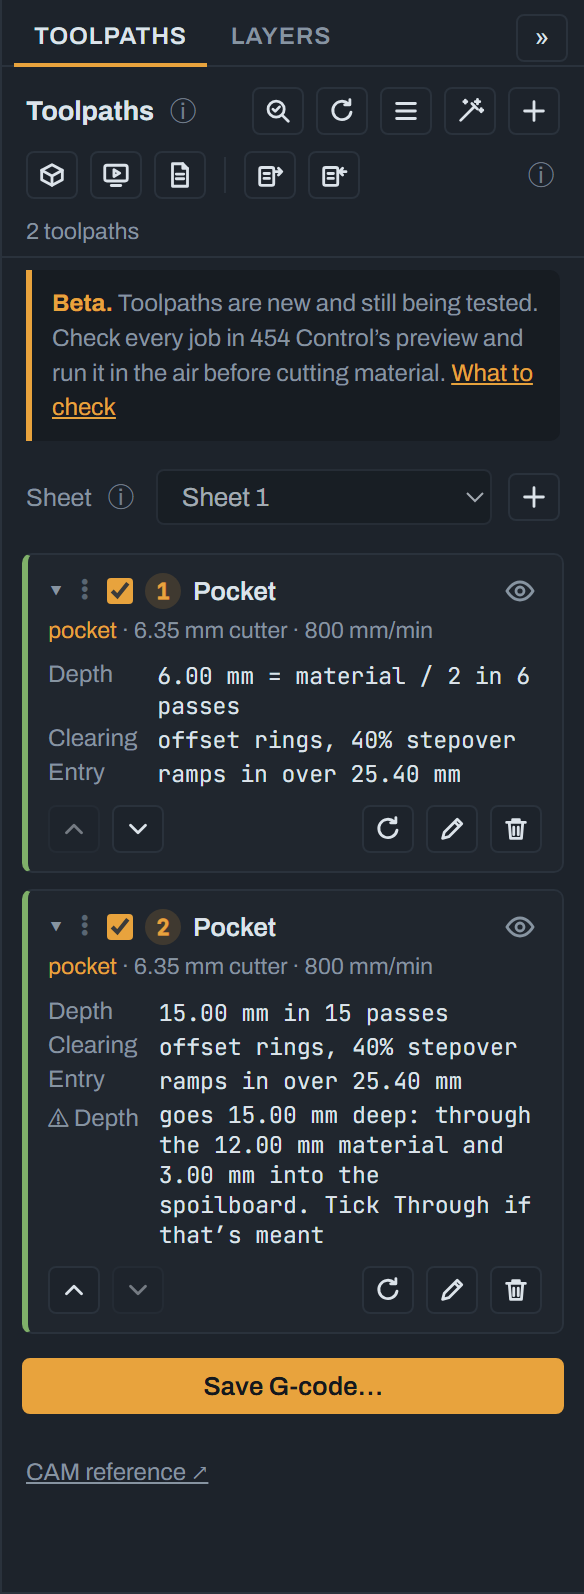 TOOLPATHS LAYERS »
Toolpaths ⓘ
ⓘ
2 toolpaths
Beta. Toolpaths are new and still being tested.
Check every job in 454 Control’s preview and
run it in the air before cutting material. What to
check
Sheet ⓘ Sheet 1
1 Pocket
pocket · 6.35 mm cutter · 800 mm/min
Depth 6.00 mm = material / 2 in 6
passes
Clearing offset rings, 40% stepover
Entry ramps in over 25.40 mm
2 Pocket
pocket · 6.35 mm cutter · 800 mm/min
Depth 15.00 mm in 15 passes
Clearing offset rings, 40% stepover
Entry ramps in over 25.40 mm
⚠ Depth goes 15.00 mm deep: through
the 12.00 mm material and
3.00 mm into the
spoilboard. Tick Through if
that’s meant
Save G-code…
CAM reference ↗